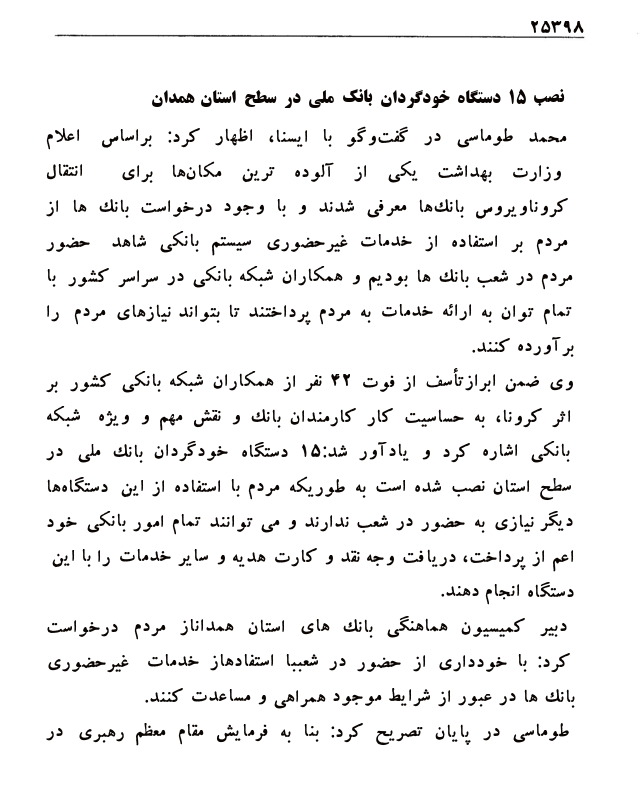 ۲۵۳۹۸
نصب ۱۵ دستگاه خودگردان بانک ملی در سطح استان همدان
محمد طوماسی در گفت‌وگو با ایسنا، اظهار کرد: براساس اعلام
وزارت بهداشت یکی از آلوده ترین مکان‌ها برای انتقال
کروناویروس بانک‌ها معرفی شدند و با وجود درخواست بانک ها از
مردم بر استفاده از خدمات غیرحضوری سیستم بانکی شاهد حضور
مردم در شعب بانک ها بودیم و همکاران شبکه بانکی در سراسر کشور با
تمام توان به ارائه خدمات به مردم پرداختند تا بتواند نیازهای مردم را
برآورده کنند.
وی ضمن ابرازتأسف از فوت ۴۲ نفر از همکاران شبکه بانکی کشور بر
اثر کرونا، به حساسیت کار کارمندان بانک و نقش مهم و ویژه شبکه
بانکی اشاره کرد و یادآور شد:۱۵ دستگاه خودگردان بانک ملی در
سطح استان نصب شده است به طوریکه مردم با استفاده از این دستگاه‌ها
دیگر نیازی به حضور در شعب ندارند و می توانند تمام امور بانکی خود
اعم از پرداخت، دریافت وجه نقد و کارت هدیه و سایر خدمات را با این
دستگاه انجام دهند.
دبیر کمیسیون هماهنگی بانک های استان همداناز مردم درخواست
کرد: با خودداری از حضور در شعببا استفادهاز خدمات غیرحضوری
بانک ها در عبور از شرایط موجود همراهی و مساعدت کنند.
طوماسی در پایان تصریح کرد: بنا به فرمایش مقام معظم رهبری در